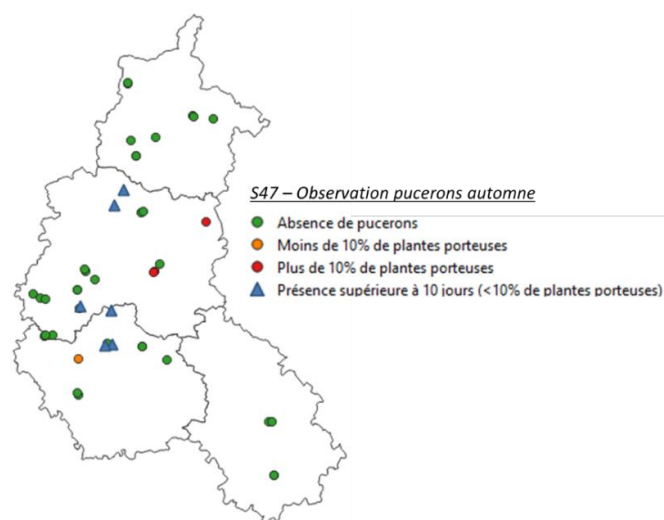 S47 – Observation pucerons automne
Absence de pucerons
Moins de 10% de plantes porteuses
Plus de 10% de plantes porteuses
Présence supérieure à 10 jours (<10% de plantes porteuses)